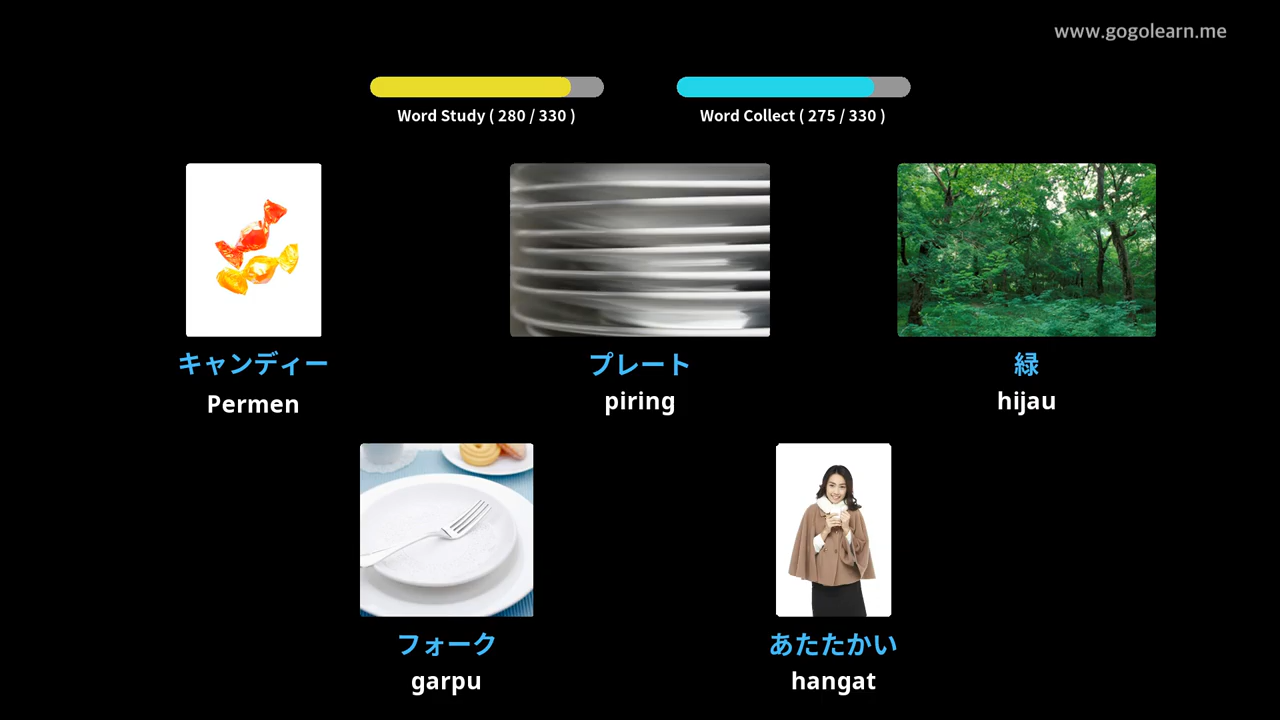 www.gogolearn.me
Word Study ( 280 / 330 )
Word Collect ( 275 / 330 )
キャンディー
Permen
プレート
piring
緑
hijau
フォーク
garpu
あたたかい
hangat